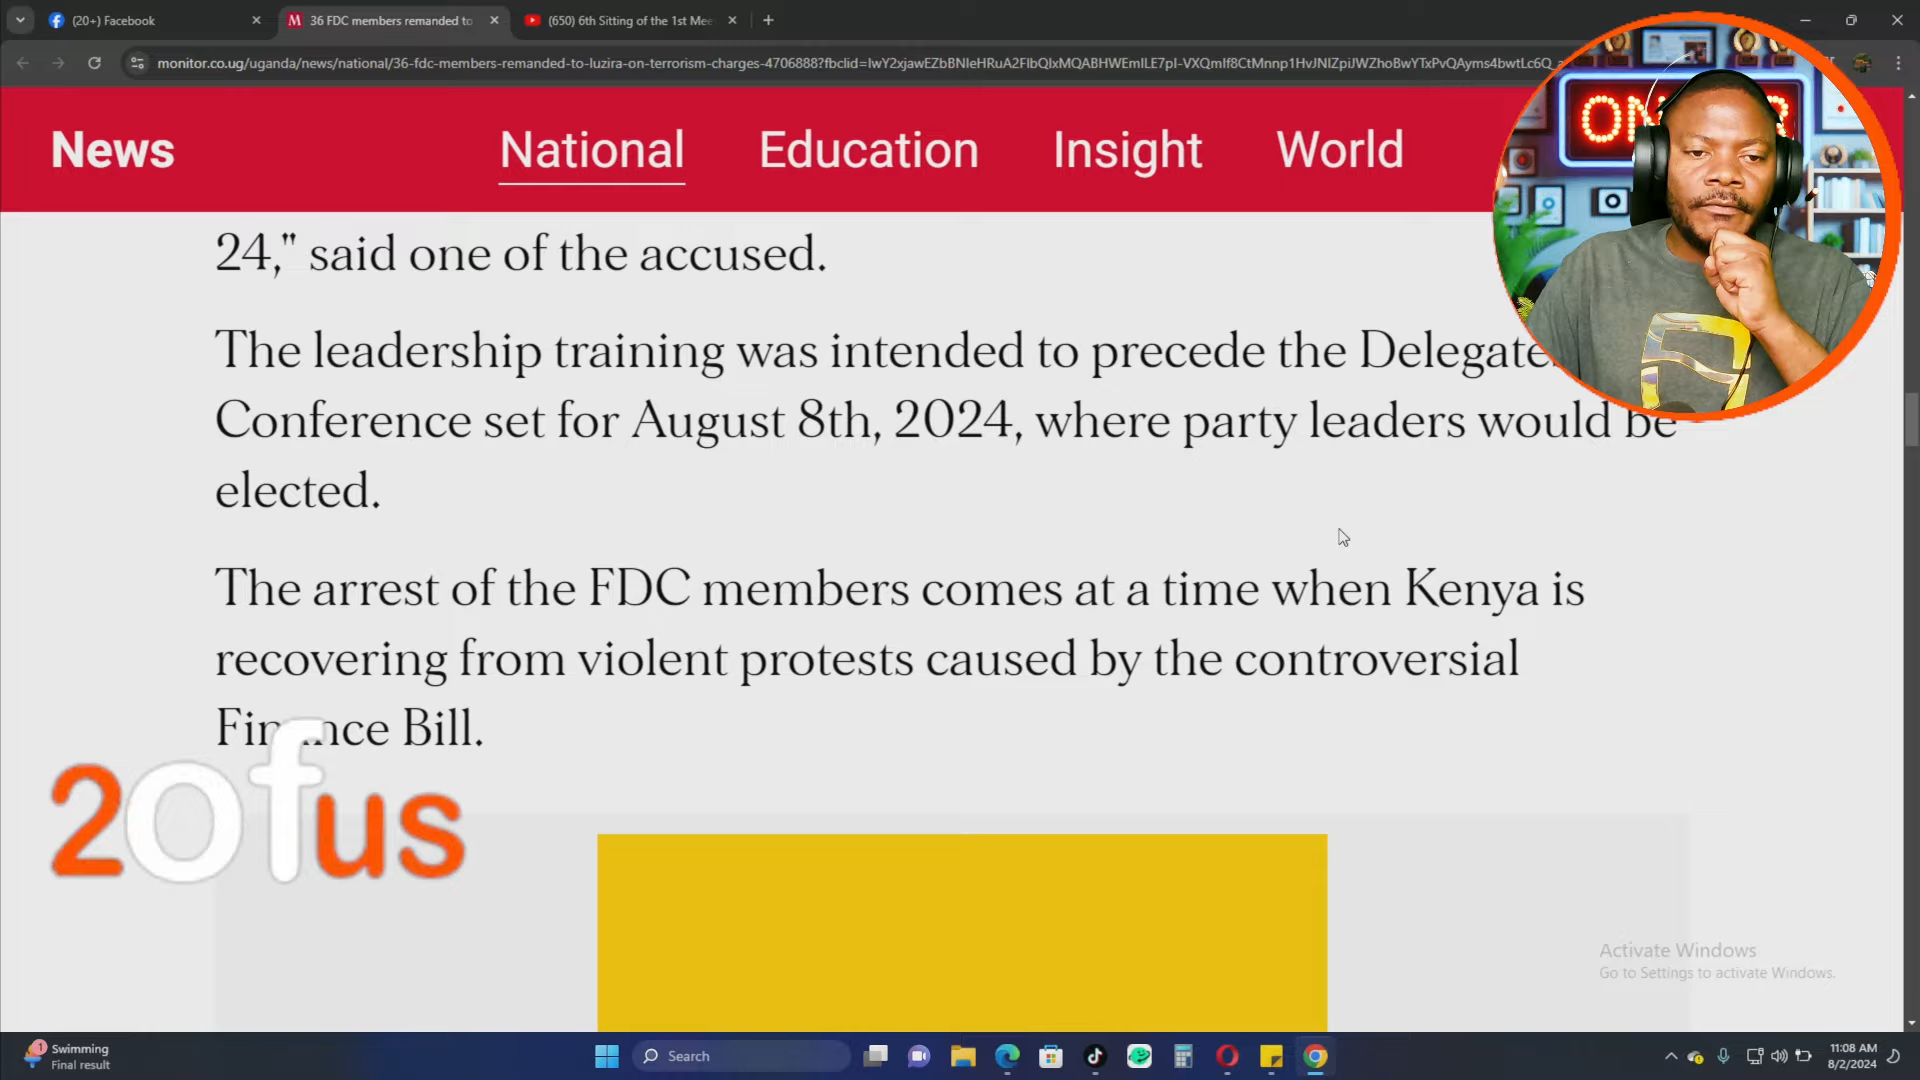 (20+) Facebook
36 FDC members remanded to
(650) 6th Sitting of the 1st Mee
monitor.co.ug/uganda/news/national/36-fdc-members-remanded-to-luzira-on-terrorism-charges-4706888?fbclid=
News
National
Education
Insight
World
24," said one of the accused.
The leadership training was intended to precede the Delegate
Conference set for August 8th, 2024, where party leaders would be
elected.
The arrest of the FDC members comes at a time when Kenya is
recovering from violent protests caused by the controversial
Finance Bill.
2ofus
Activate Windows
Go to Settings to activate Windows.
1
Swimming
Final result
Search
11:08 AM
8/2/2024